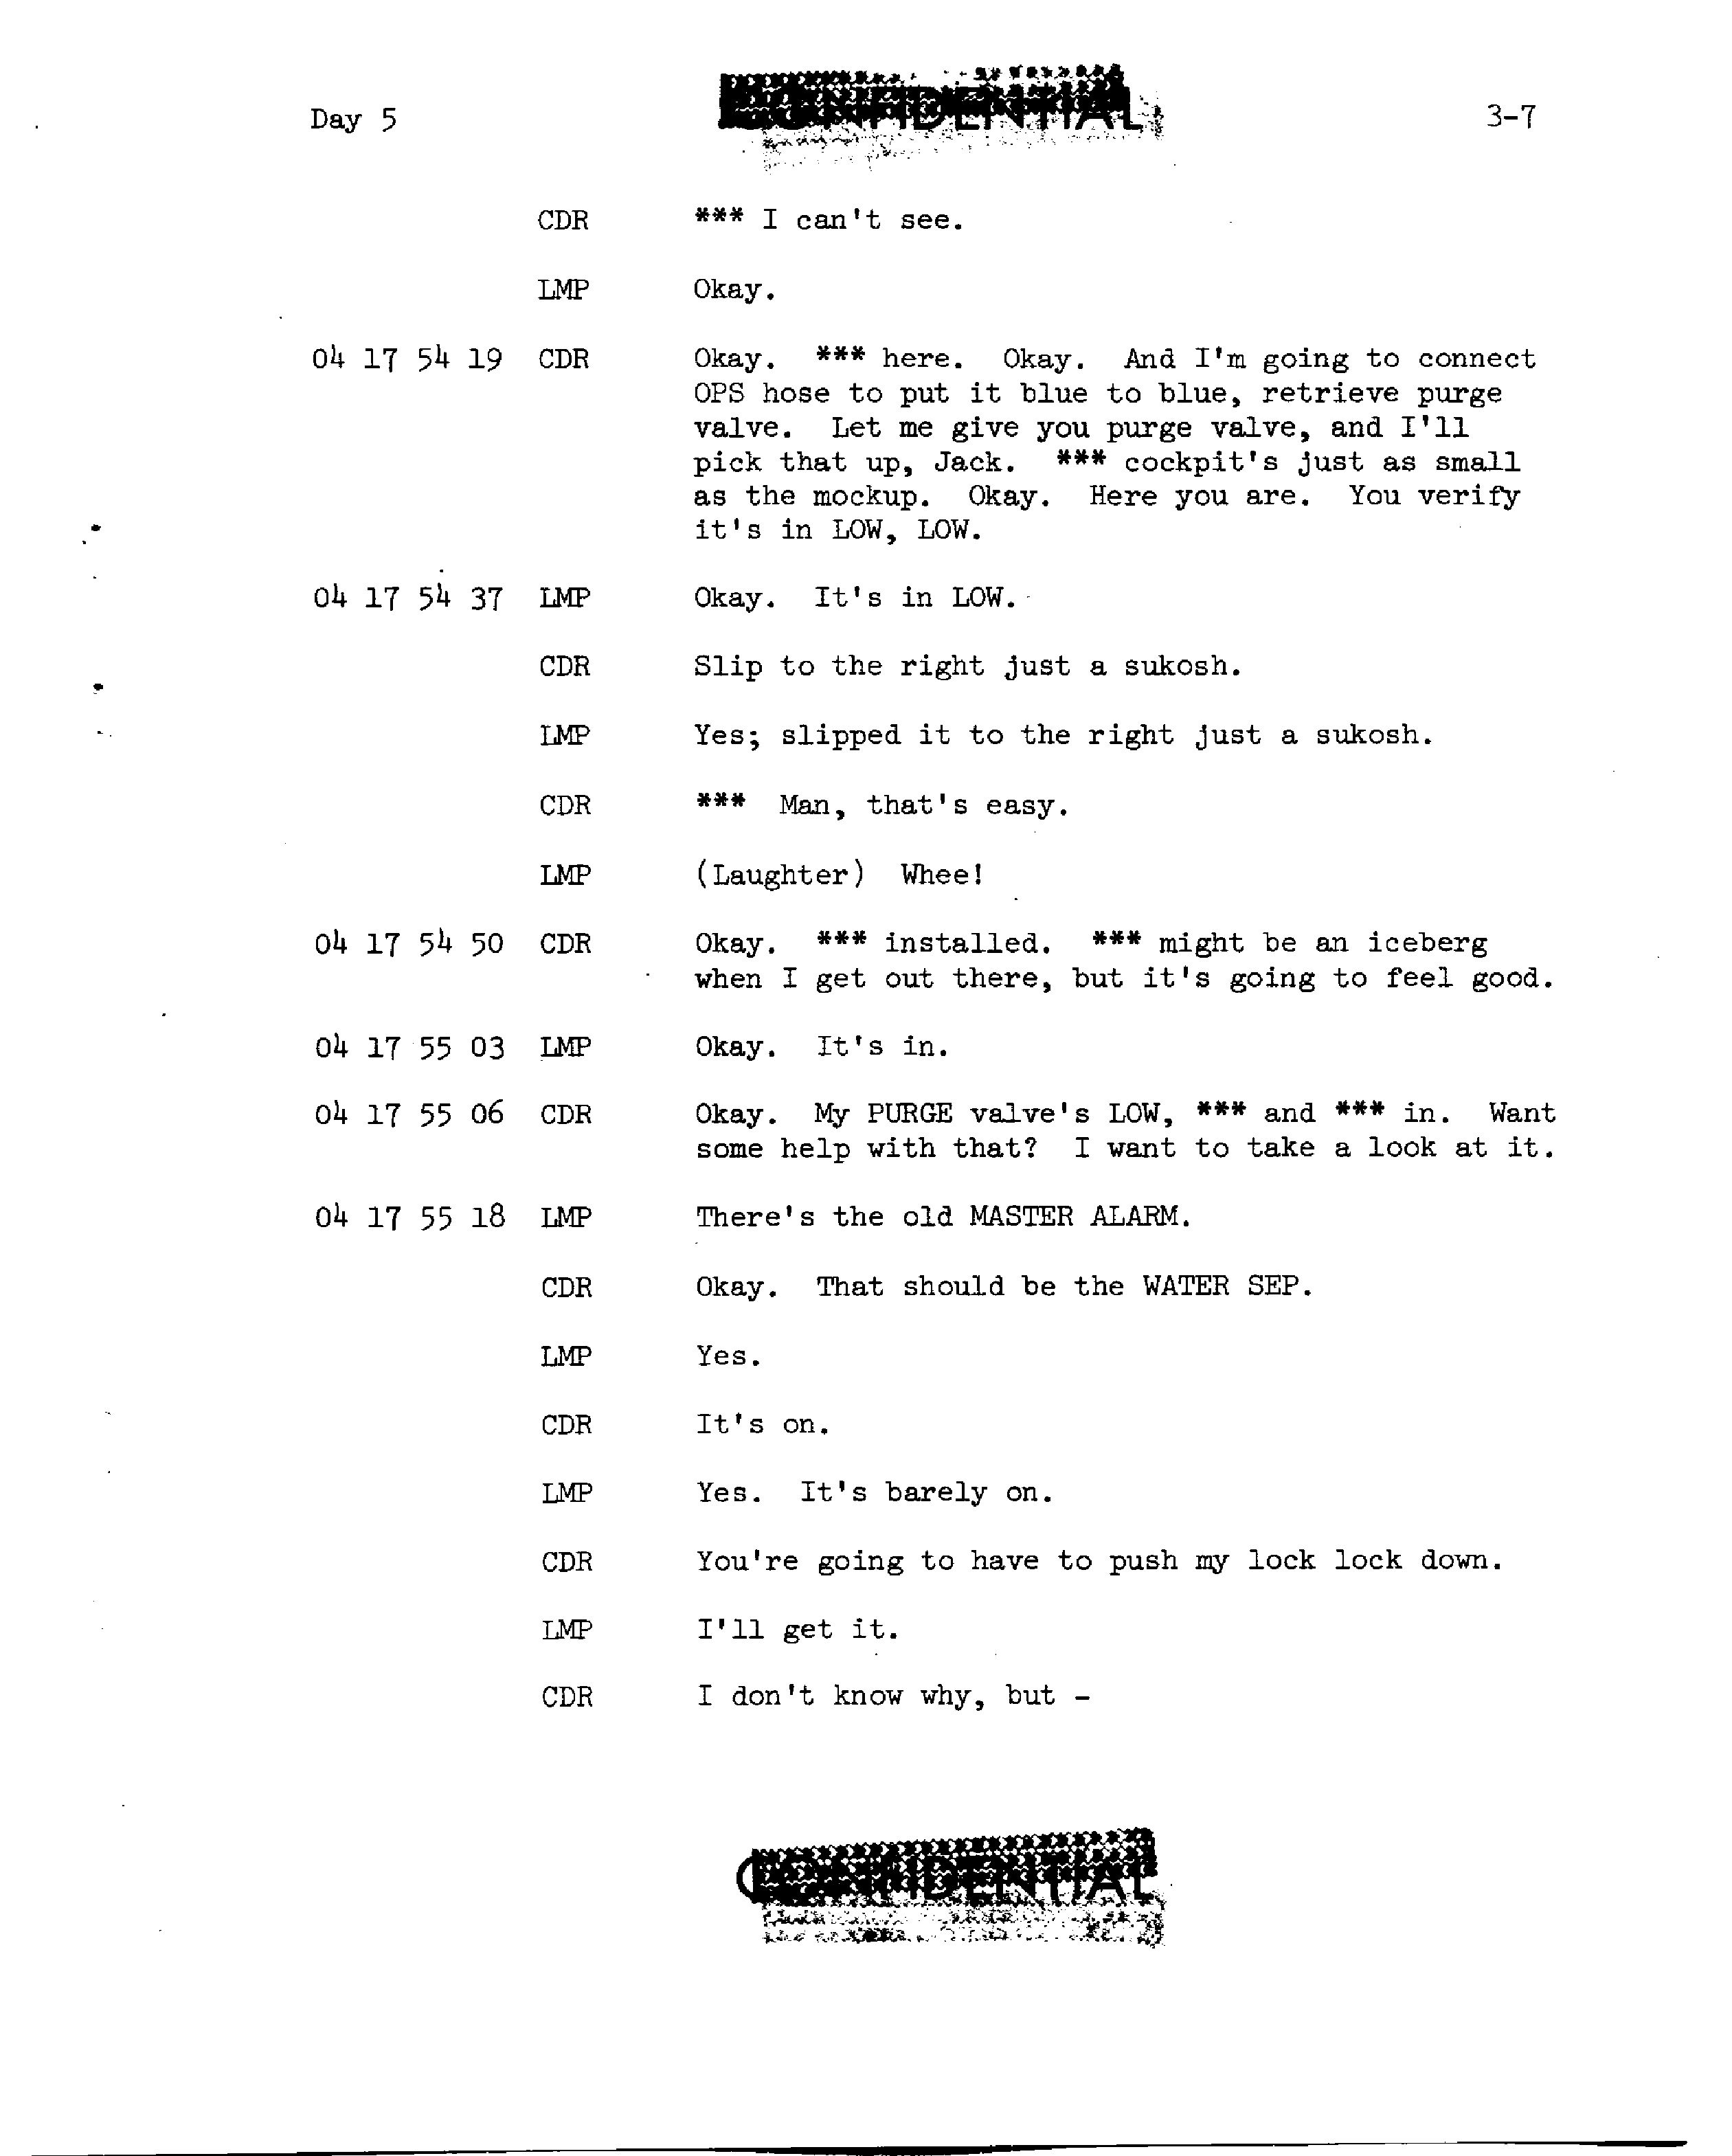 Day 5 CONFIDENTIAL 3-7
CDR *** I can't see.
LMP Okay.
04 17 54 19 CDR Okay. *** here. Okay. And I'm going to connect
OPS hose to put it blue to blue, retrieve purge
valve. Let me give you purge valve, and I'll
pick that up, Jack. *** cockpit's just as small
as the mockup. Okay. Here you are. You verify
it's in LOW, LOW.
04 17 54 37 LMP Okay. It's in LOW.
CDR Slip to the right just a sukosh.
LMP Yes; slipped it to the right just a sukosh.
CDR *** Man, that's easy.
LMP (Laughter) Whee!
04 17 54 50 CDR Okay. *** installed. *** might be an iceberg
when I get out there, but it's going to feel good.
04 17 55 03 LMP Okay. It's in.
04 17 55 06 CDR Okay. My PURGE valve's LOW, *** and *** in. Want
some help with that? I want to take a look at it.
04 17 55 18 LMP There's the old MASTER ALARM.
CDR Okay. That should be the WATER SEP.
LMP Yes.
CDR It's on.
LMP Yes. It's barely on.
CDR You're going to have to push my lock lock down.
LMP I'll get it.
CDR I don't know why, but -
CONFIDENTIAL